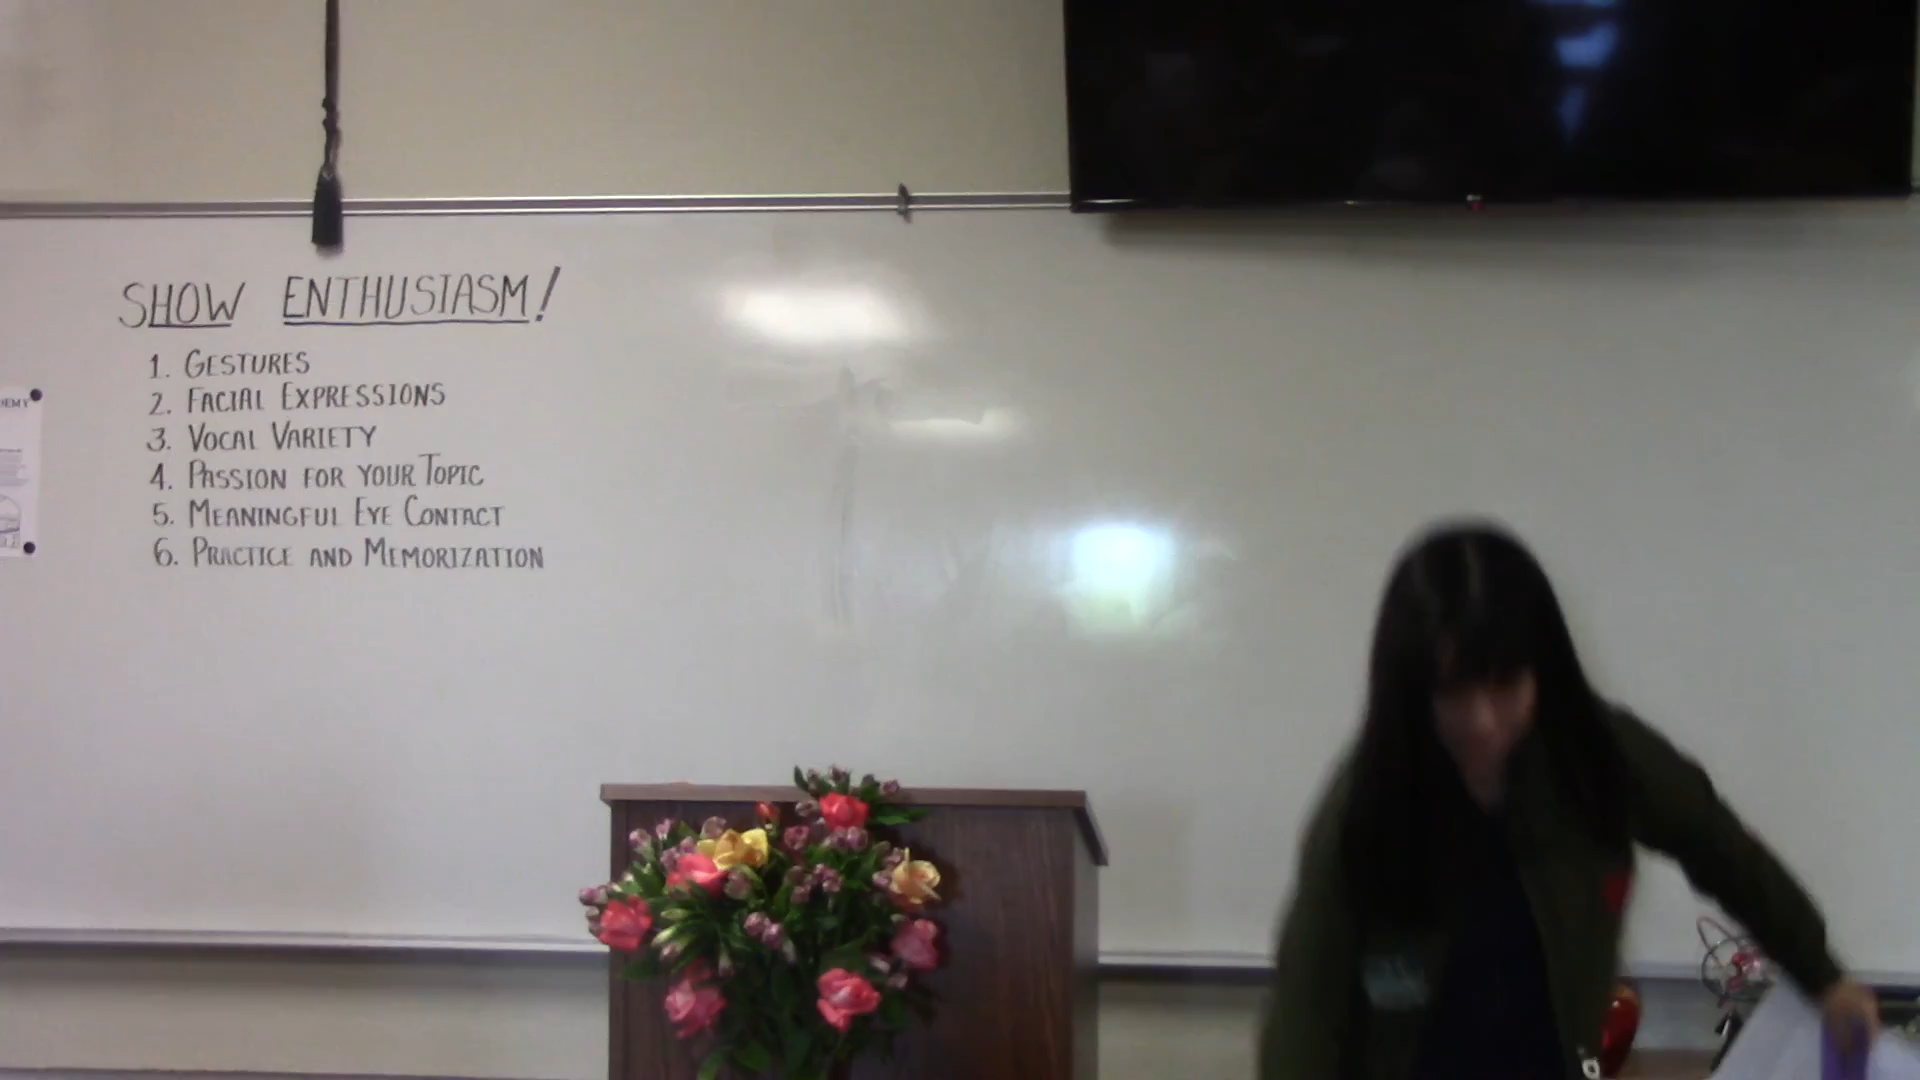 SHOW ENTHUSIASM!
1. GESTURES
2. FACIAL EXPRESSIONS
3. VOCAL VARIETY
4. PASSION FOR YOUR TOPIC
5. MEANINGFUL EYE CONTACT
6. PRACTICE AND MEMORIZATION